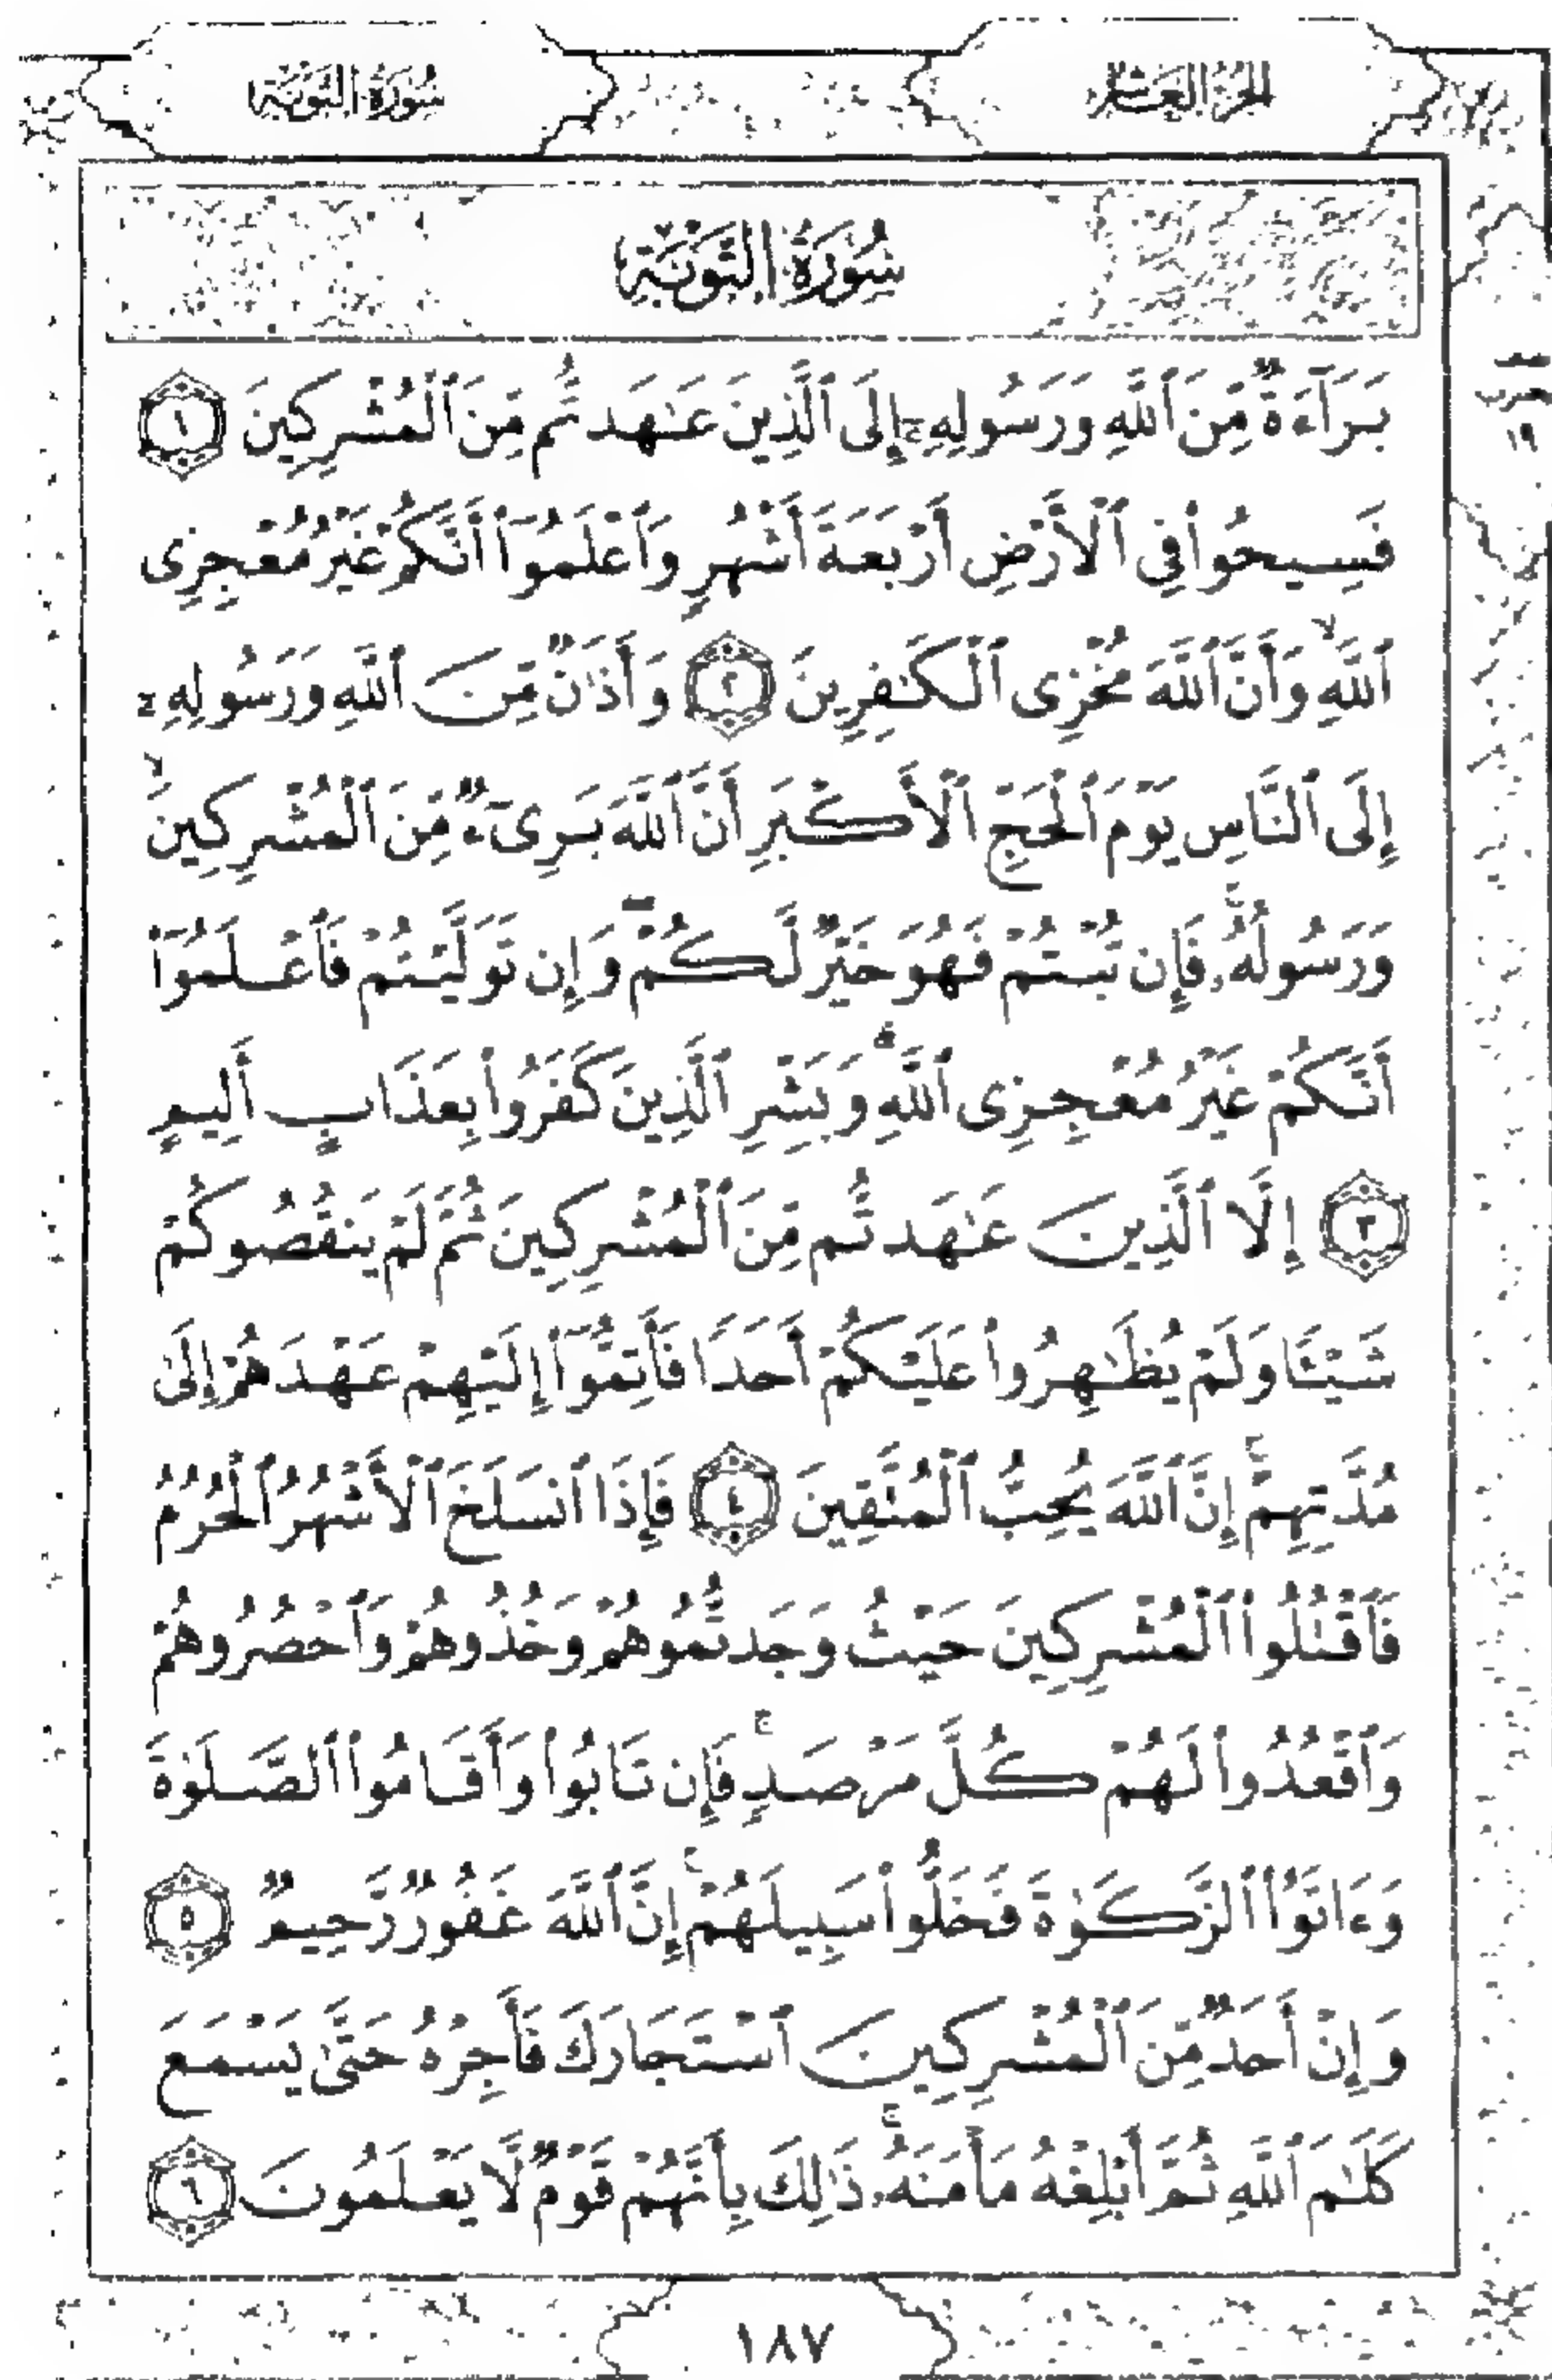 سُورَةُ التَّوْبَةِ
الجُزْءُ العَاشِرُ
سُورَةُ التَّوْبَةِ
بَرَآءَةٌ مِّنَ ٱللَّهِ وَرَسُولِهِۦٓ إِلَى ٱلَّذِينَ عَٰهَدتُّم مِّنَ ٱلْمُشْرِكِينَ ١
فَسِيحُوا۟ فِى ٱلْأَرْضِ أَرْبَعَةَ أَشْهُرٍ وَٱعْلَمُوٓا۟ أَنَّكُمْ غَيْرُ مُعْجِزِى
ٱللَّهِ ۙ وَأَنَّ ٱللَّهَ مُخْزِى ٱلْكَٰفِرِينَ ٢ وَأَذَٰنٌ مِّنَ ٱللَّهِ وَرَسُولِهِۦٓ
إِلَى ٱلنَّاسِ يَوْمَ ٱلْحَجِّ ٱلْأَكْبَرِ أَنَّ ٱللَّهَ بَرِىٓءٌ مِّنَ ٱلْمُشْرِكِينَ ۙ
وَرَسُولُهُۥ ۚ فَإِن تُبْتُمْ فَهُوَ خَيْرٌ لَّكُمْ ۖ وَإِن تَوَلَّيْتُمْ فَٱعْلَمُوٓا۟
أَنَّكُمْ غَيْرُ مُعْجِزِى ٱللَّهِ ۗ وَبَشِّرِ ٱلَّذِينَ كَفَرُوا۟ بِعَذَابٍ أَلِيمٍ
٣ إِلَّا ٱلَّذِينَ عَٰهَدتُّم مِّنَ ٱلْمُشْرِكِينَ ثُمَّ لَمْ يَنقُصُوكُمْ
شَيْـًٔا وَلَمْ يُظَٰهِرُوا۟ عَلَيْكُمْ أَحَدًا فَأَتِمُّوٓا۟ إِلَيْهِمْ عَهْدَهُمْ إِلَىٰ
مُدَّتِهِمْ ۚ إِنَّ ٱللَّهَ يُحِبُّ ٱلْمُتَّقِينَ ٤ فَإِذَا ٱنسَلَخَ ٱلْأَشْهُرُ ٱلْحُرُمُ
فَٱقْتُلُوا۟ ٱلْمُشْرِكِينَ حَيْثُ وَجَدتُّمُوهُمْ وَخُذُوهُمْ وَٱحْصُرُوهُمْ
وَٱقْعُدُوا۟ لَهُمْ كُلَّ مَرْصَدٍ ۚ فَإِن تَابُوا۟ وَأَقَامُوا۟ ٱلصَّلَوٰةَ
وَءَاتَوُا۟ ٱلزَّكَوٰةَ فَخَلُّوا۟ سَبِيلَهُمْ ۚ إِنَّ ٱللَّهَ غَفُورٌ رَّحِيمٌ ٥
وَإِنْ أَحَدٌ مِّنَ ٱلْمُشْرِكِينَ ٱسْتَجَارَكَ فَأَجِرْهُ حَتَّىٰ يَسْمَعَ
كَلَٰمَ ٱللَّهِ ثُمَّ أَبْلِغْهُ مَأْمَنَهُۥ ۚ ذَٰلِكَ بِأَنَّهُمْ قَوْمٌ لَّا يَعْلَمُونَ ٦
حزب
١٩
١٨٧